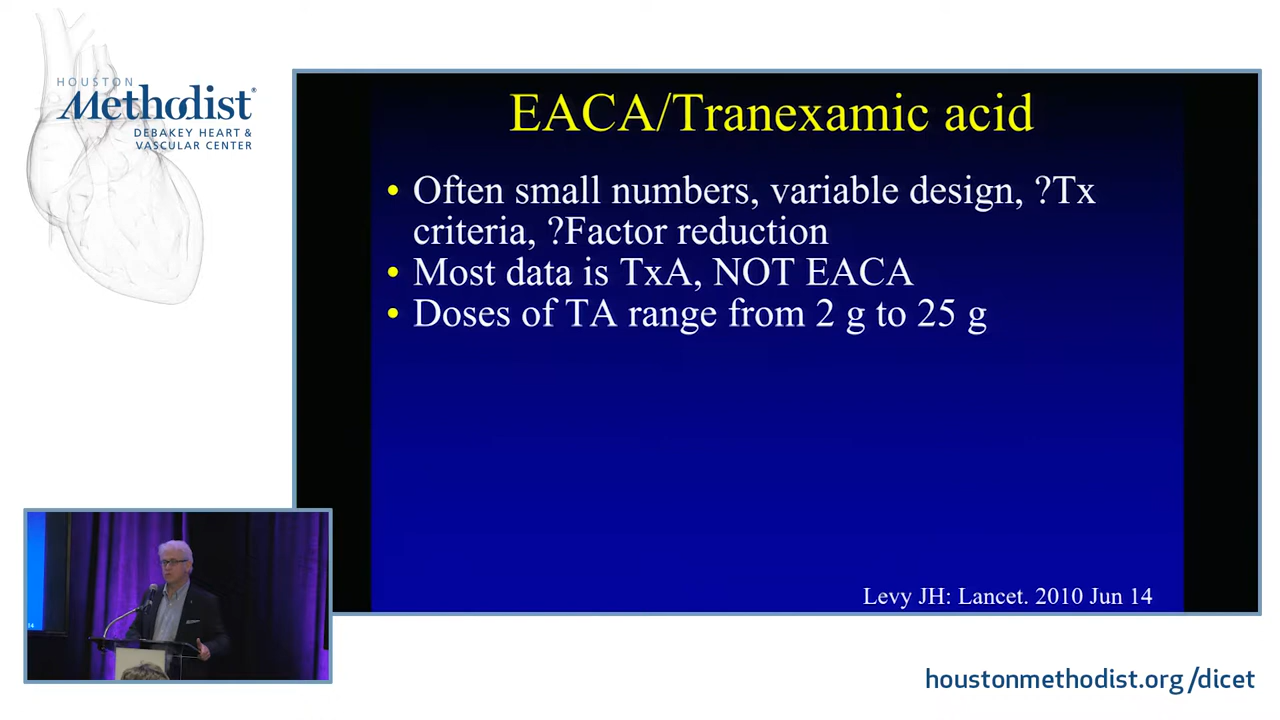 HOUSTON
Methodist®
DEBAKEY HEART &
VASCULAR CENTER
EACA/Tranexamic acid
• Often small numbers, variable design, ?Tx
criteria, ?Factor reduction
• Most data is TxA, NOT EACA
• Doses of TA range from 2 g to 25 g
Levy JH: Lancet. 2010 Jun 14
14
houstonmethodist.org/dicet